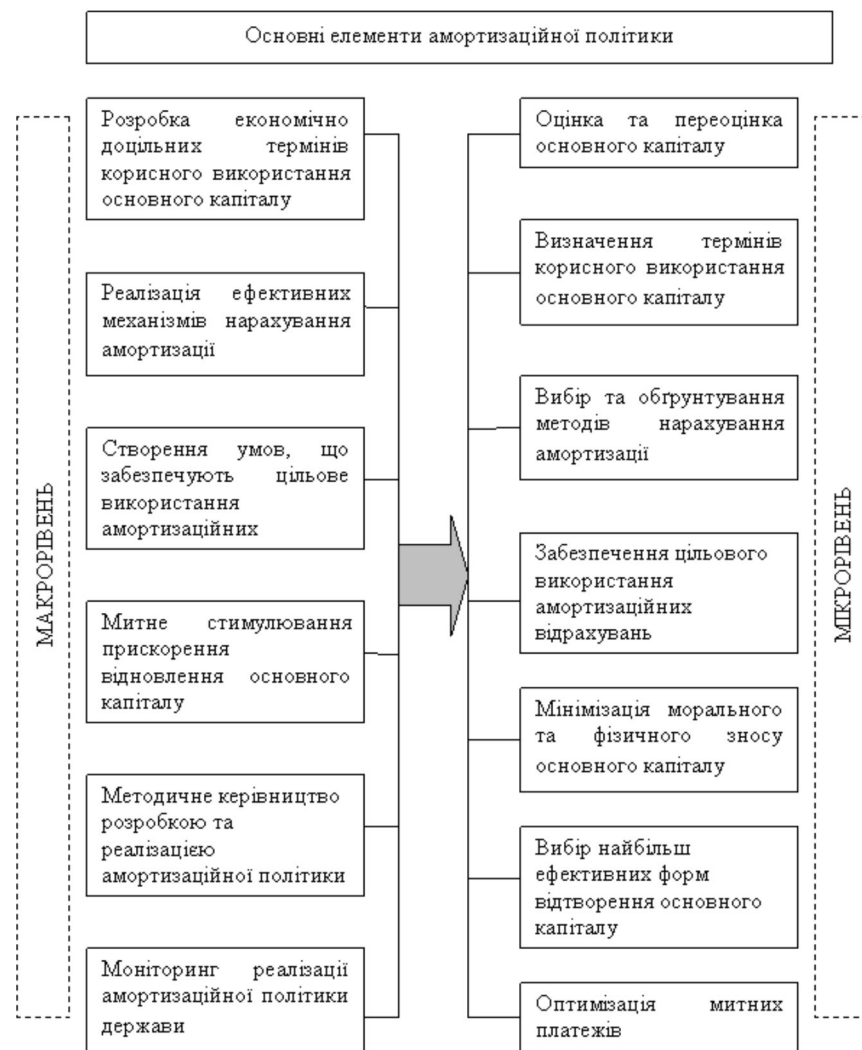 Основні елементи амортизаційної політики
МАКРОРІВЕНЬ
Розробка економічно
доцільних термінів
корисного використання
основного капіталу
Реалізація ефективних
механізмів нарахування
амортизації
Створення умов, що
забезпечують цільове
використання
амортизаційних
Митне стимулювання
прискорення
відновлення основного
капіталу
Методичне керівництво
розробкою та
реалізацією
амортизаційної політики
Моніторинг реалізації
амортизаційної політики
держави
Оцінка та переоцінка
основного капіталу
Визначення термінів
корисного використання
основного капіталу
Вибір та обґрунтування
методів нарахування
амортизації
Забезпечення цільового
використання
амортизаційних
відрахувань
Мінімізація морального
та фізичного зносу
основного капіталу
Вибір найбільш
ефективних форм
відтворення основного
капіталу
Оптимізація митних
платежів
МІКРОРІВЕНЬ